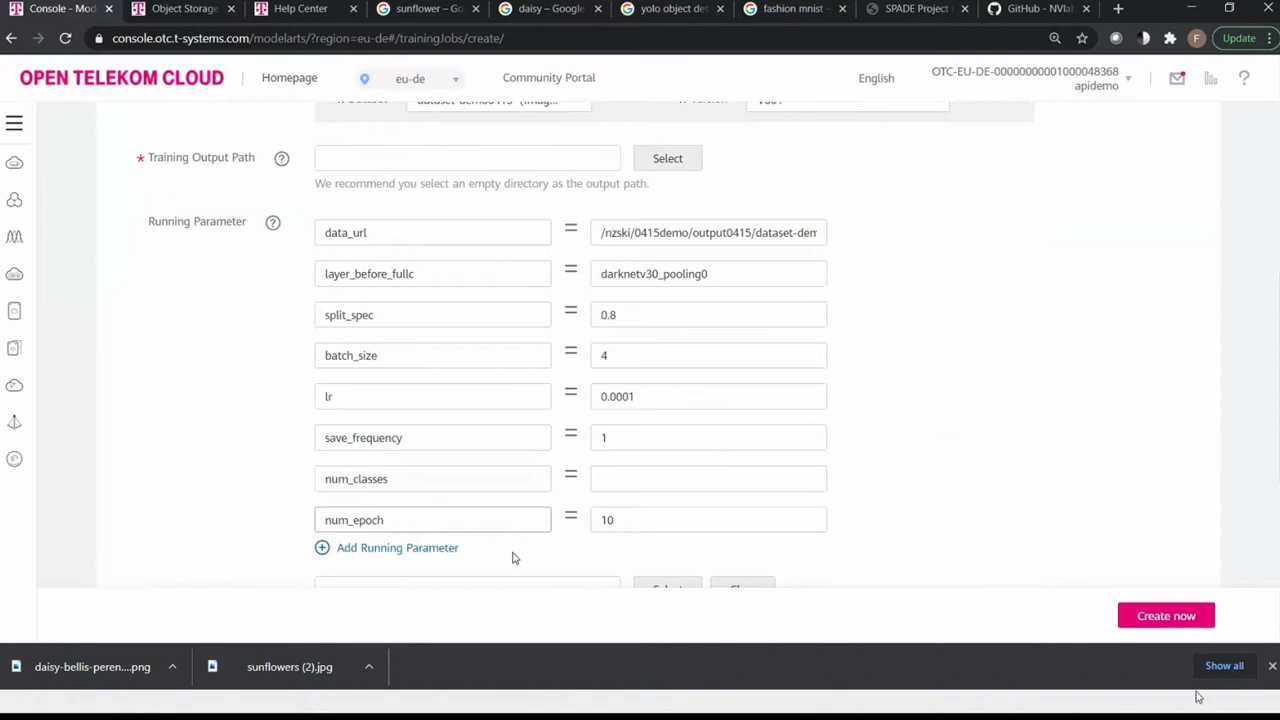 Console - Mod
Object Storage
Help Center
sunflower – Go
daisy – Google
yolo object det
fashion mnist -
SPADE Project
GitHub - NVlal
console.otc.t-systems.com/modelarts/?region=eu-de#/trainingJobs/create/
Update
OPEN TELEKOM CLOUD
Homepage
eu-de
Community Portal
English
OTC-EU-DE-00000000001000048368
apidemo
Training Output Path
Select
We recommend you select an empty directory as the output path.
Running Parameter
data_url = /nzski/0415demo/output0415/dataset-dem
layer_before_fullc = darknetv30_pooling0
split_spec = 0.8
batch_size = 4
lr = 0.0001
save_frequency = 1
num_classes =
num_epoch = 10
Add Running Parameter
Create now
daisy-bellis-peren....png
sunflowers (2).jpg
Show all